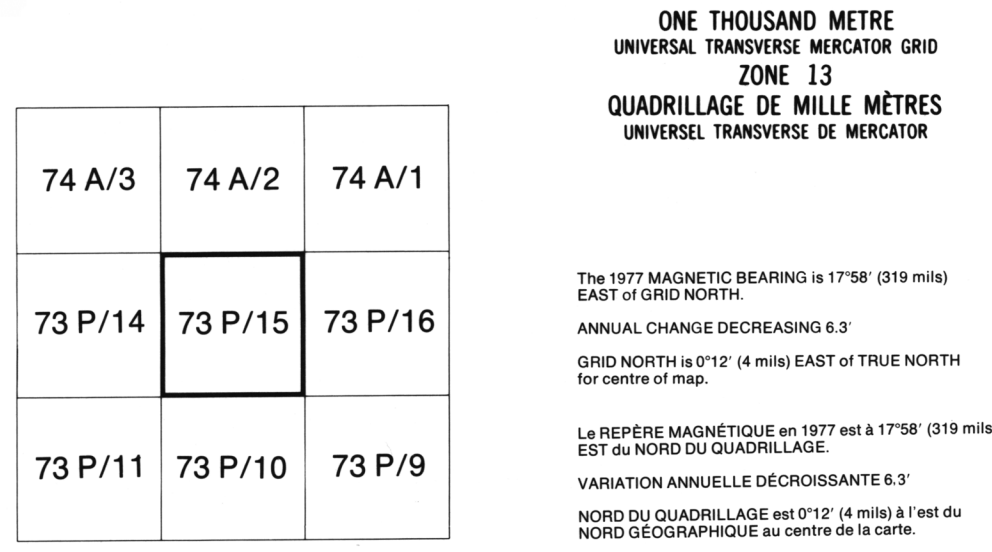 ONE THOUSAND METRE
UNIVERSAL TRANSVERSE MERCATOR GRID
ZONE 13
QUADRILLAGE DE MILLE MÈTRES
UNIVERSEL TRANSVERSE DE MERCATOR
74 A/3 74 A/2 74 A/1
73 P/14 73 P/15 73 P/16
73 P/11 73 P/10 73 P/9
The 1977 MAGNETIC BEARING is 17°58′ (319 mils)
EAST of GRID NORTH.
ANNUAL CHANGE DECREASING 6.3′
GRID NORTH is 0°12′ (4 mils) EAST of TRUE NORTH
for centre of map.
Le REPÈRE MAGNÉTIQUE en 1977 est à 17°58′ (319 mils
EST du NORD DU QUADRILLAGE.
VARIATION ANNUELLE DÉCROISSANTE 6.3′
NORD DU QUADRILLAGE est 0°12′ (4 mils) à l'est du
NORD GÉOGRAPHIQUE au centre de la carte.